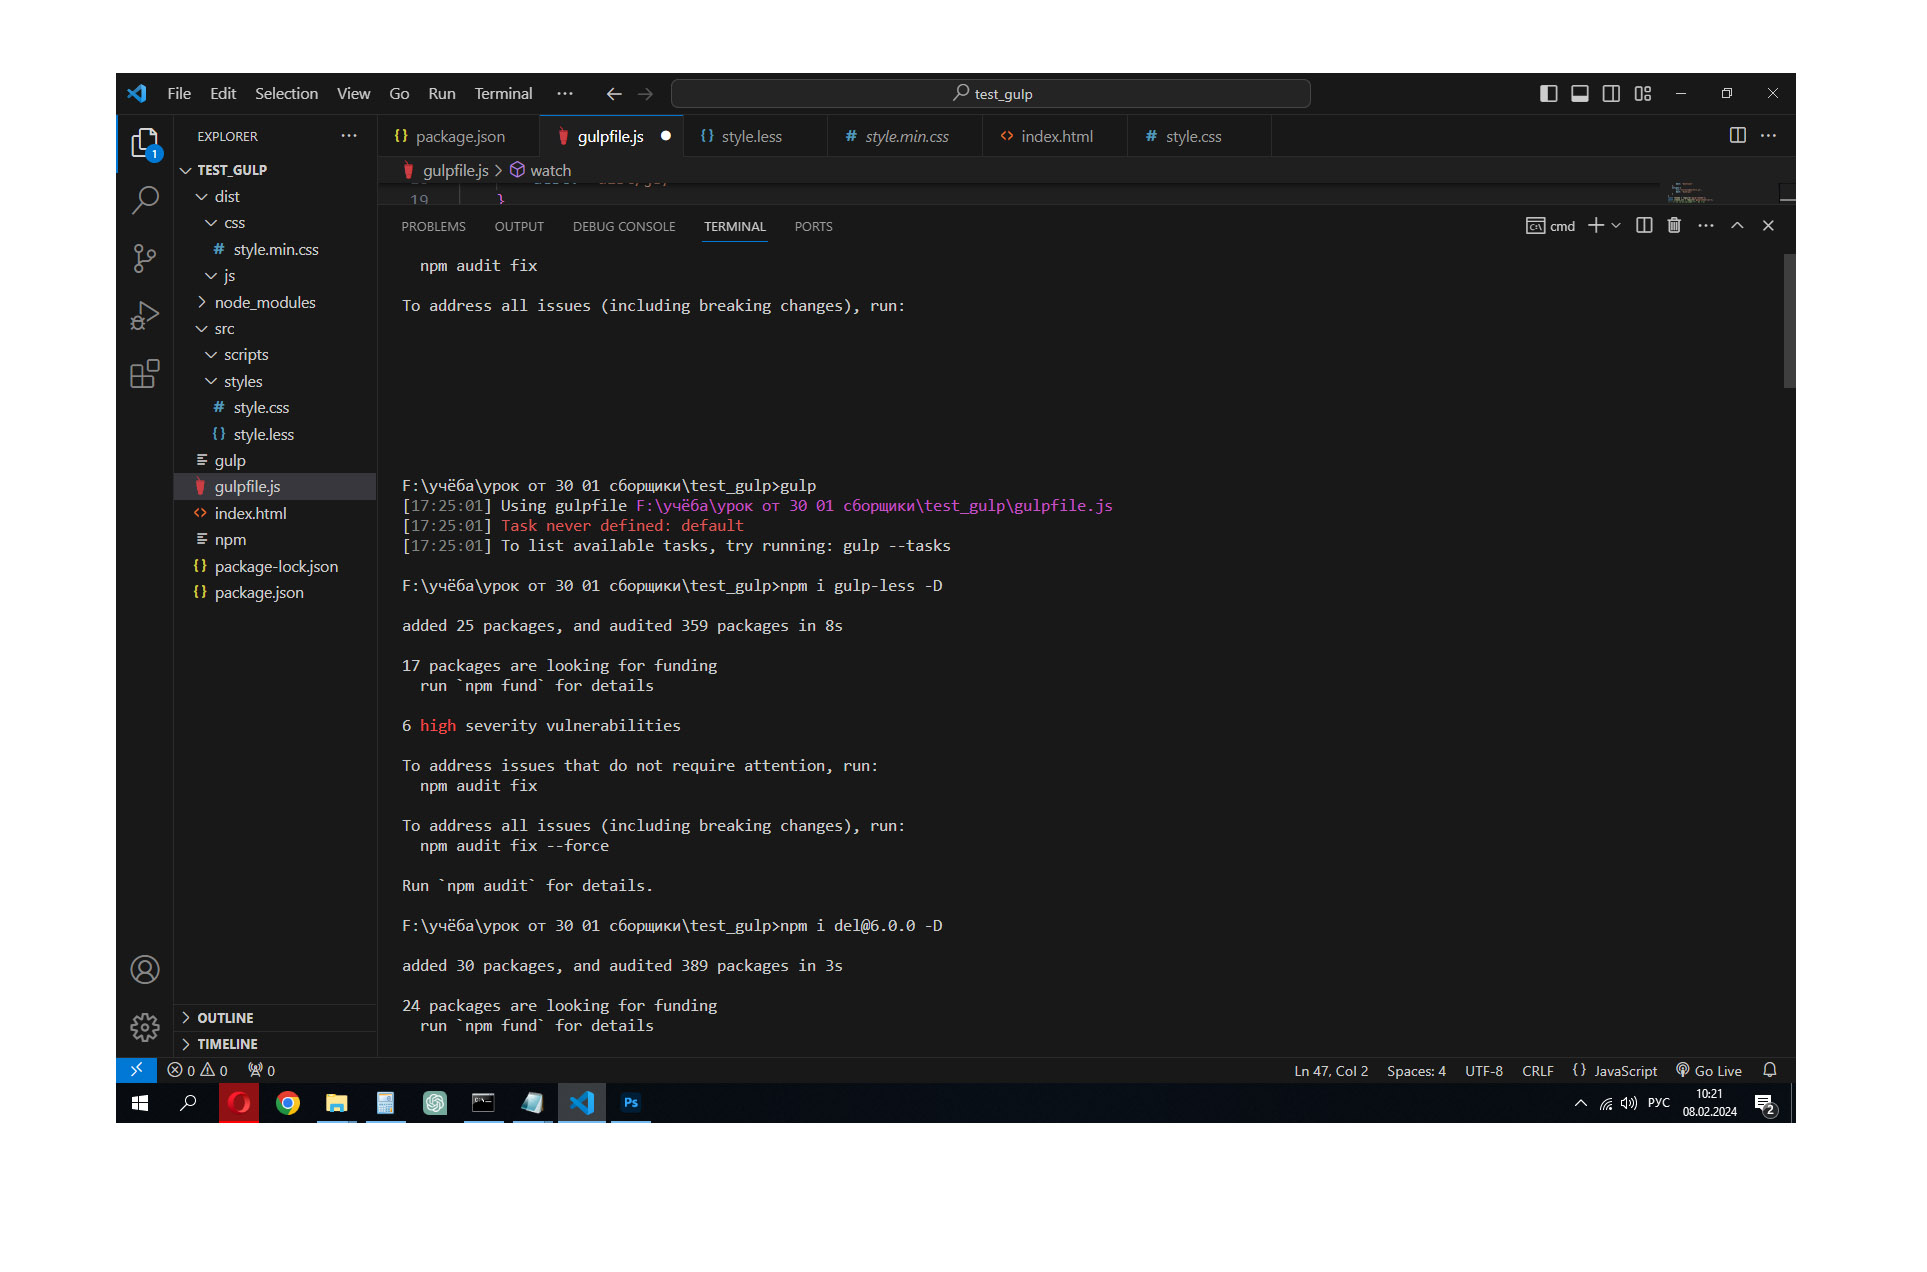 File Edit Selection View Go Run Terminal ··· test_gulp
EXPLORER ···
package.json gulpfile.js style.less style.min.css index.html style.css
1
TEST_GULP
gulpfile.js > watch
dist
19 }
css
style.min.css
js
node_modules
src
scripts
styles
style.css
style.less
gulp
gulpfile.js
index.html
npm
package-lock.json
package.json
OUTLINE
TIMELINE
PROBLEMS OUTPUT DEBUG CONSOLE TERMINAL PORTS
cmd
npm audit fix
To address all issues (including breaking changes), run:
F:\учёба\урок от 30 01 сборщики\test_gulp>gulp
[17:25:01] Using gulpfile F:\учёба\урок от 30 01 сборщики\test_gulp\gulpfile.js
[17:25:01] Task never defined: default
[17:25:01] To list available tasks, try running: gulp --tasks
F:\учёба\урок от 30 01 сборщики\test_gulp>npm i gulp-less -D
added 25 packages, and audited 359 packages in 8s
17 packages are looking for funding
run `npm fund` for details
6 high severity vulnerabilities
To address issues that do not require attention, run:
npm audit fix
To address all issues (including breaking changes), run:
npm audit fix --force
Run `npm audit` for details.
F:\учёба\урок от 30 01 сборщики\test_gulp>npm i del@6.0.0 -D
added 30 packages, and audited 389 packages in 3s
24 packages are looking for funding
run `npm fund` for details
0 0 0
Ln 47, Col 2 Spaces: 4 UTF-8 CRLF {} JavaScript Go Live
Ps
РУС
10:21
08.02.2024
2